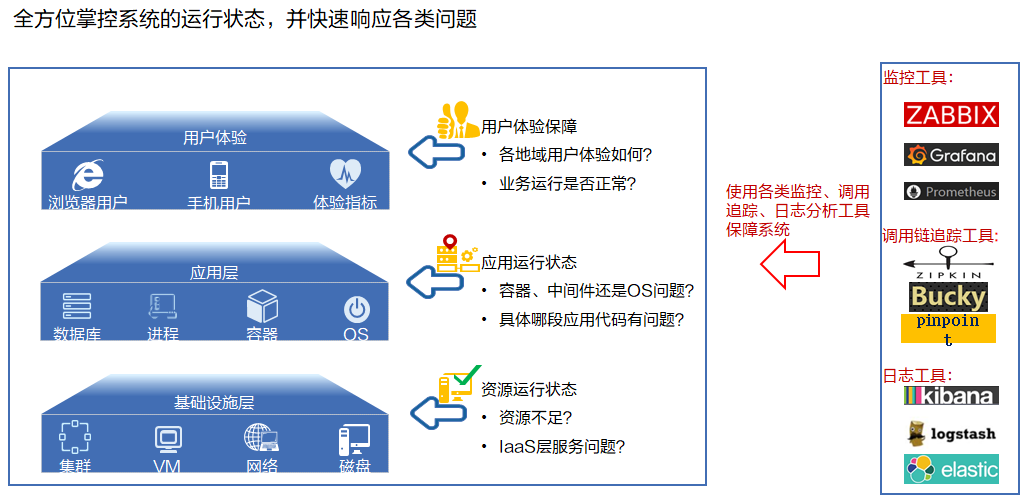 全方位掌控系统的运行状态，并快速响应各类问题
用户体验
浏览器用户
手机用户
体验指标
用户体验保障
• 各地域用户体验如何?
• 业务运行是否正常?
应用层
数据库
进程
容器
OS
应用运行状态
• 容器、中间件还是OS问题?
• 具体哪段应用代码有问题?
基础设施层
集群
VM
网络
磁盘
资源运行状态
• 资源不足?
• IaaS层服务问题?
使用各类监控、调用
追踪、日志分析工具
保障系统
监控工具:
ZABBIX
Grafana
Prometheus
调用链追踪工具:
ZIPKIN
Bucky
pinpoin
t
日志工具:
kibana
logstash
elastic